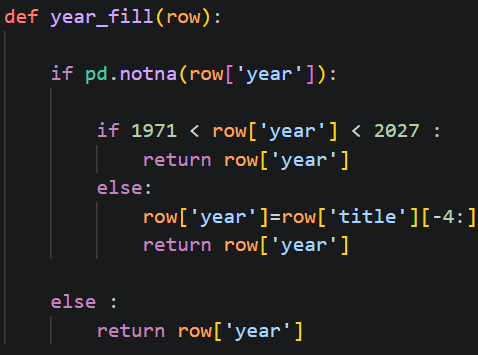 def year_fill(row):
    if pd.notna(row['year']):
        if 1971 < row['year'] < 2027 :
            return row['year']
        else:
            row['year']=row['title'][-4:]
            return row['year']
    else :
        return row['year']